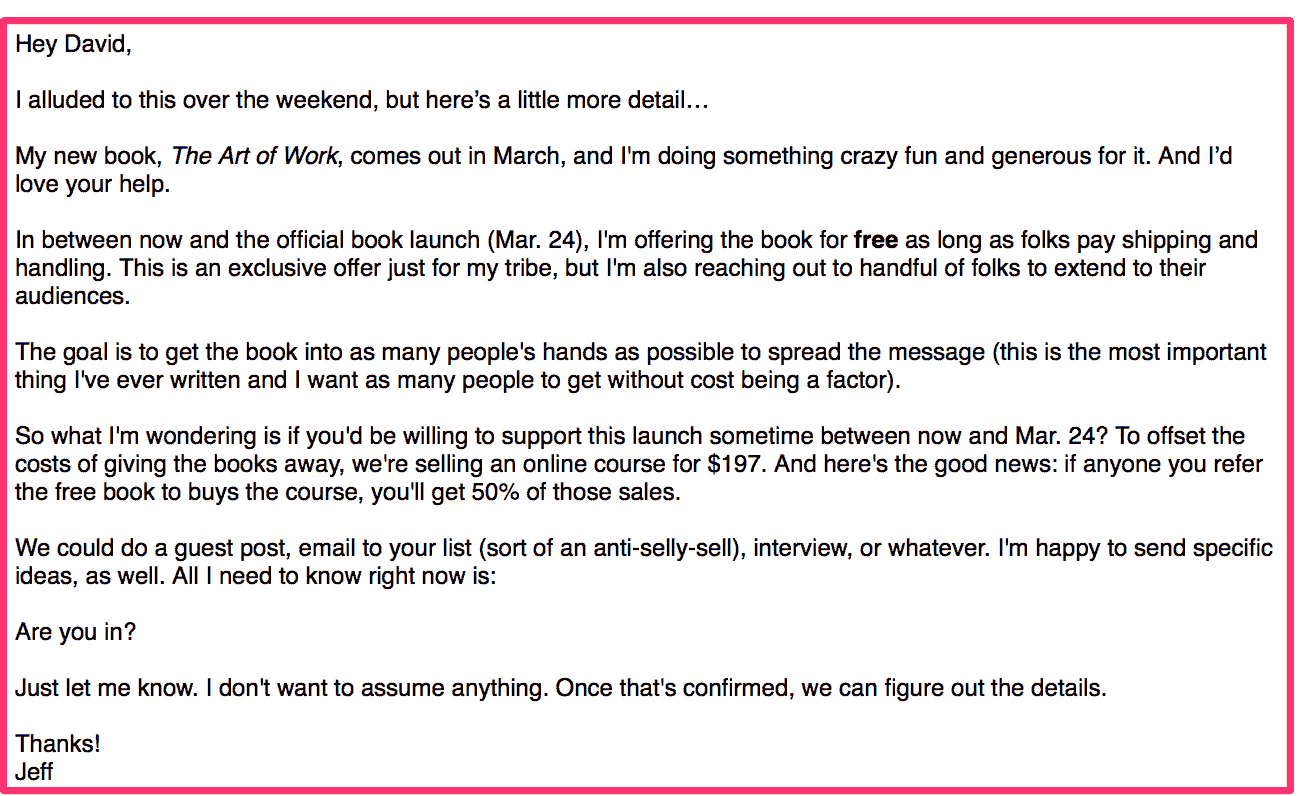 Hey David,
I alluded to this over the weekend, but here’s a little more detail…
My new book, The Art of Work, comes out in March, and I'm doing something crazy fun and generous for it. And I’d
love your help.
In between now and the official book launch (Mar. 24), I'm offering the book for free as long as folks pay shipping and
handling. This is an exclusive offer just for my tribe, but I'm also reaching out to handful of folks to extend to their
audiences.
The goal is to get the book into as many people's hands as possible to spread the message (this is the most important
thing I've ever written and I want as many people to get without cost being a factor).
So what I'm wondering is if you'd be willing to support this launch sometime between now and Mar. 24? To offset the
costs of giving the books away, we're selling an online course for $197. And here's the good news: if anyone you refer
the free book to buys the course, you'll get 50% of those sales.
We could do a guest post, email to your list (sort of an anti-selly-sell), interview, or whatever. I'm happy to send specific
ideas, as well. All I need to know right now is:
Are you in?
Just let me know. I don't want to assume anything. Once that's confirmed, we can figure out the details.
Thanks!
Jeff